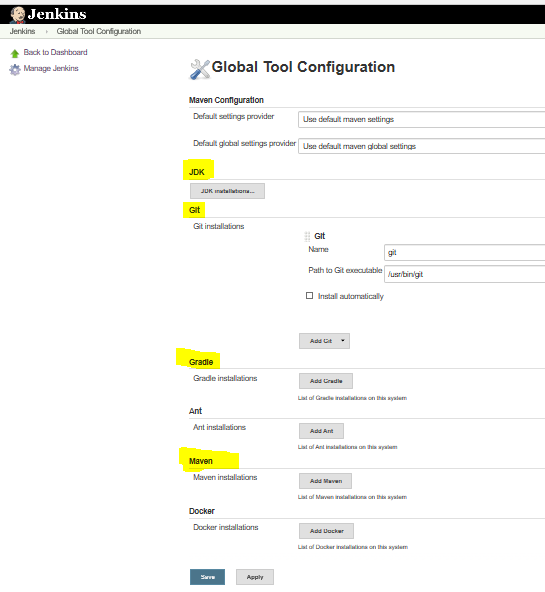 Jenkins
Jenkins › Global Tool Configuration
Back to Dashboard
Manage Jenkins
Global Tool Configuration
Maven Configuration
Default settings provider Use default maven settings
Default global settings provider Use default maven global settings
JDK
JDK installations...
Git
Git installations
Git
Name git
Path to Git executable /usr/bin/git
Install automatically
Add Git
Gradle
Gradle installations Add Gradle
List of Gradle installations on this system
Ant
Ant installations Add Ant
List of Ant installations on this system
Maven
Maven installations Add Maven
List of Maven installations on this system
Docker
Docker installations Add Docker
List of Docker installations on this system
Save Apply